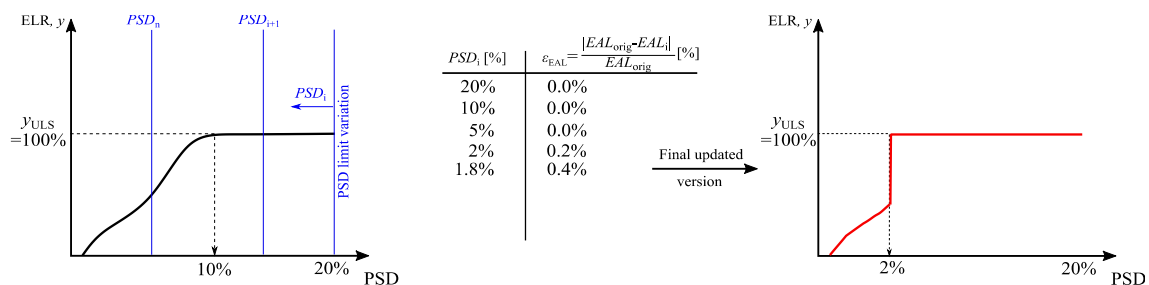 ELR, y
PSDn
PSDi+1
PSDi
PSD limit variation
yULS
=100%
10%
20%
PSD
PSDi [%]
εEAL=|EALorig-EALi|/EALorig[%]
20% 0.0%
10% 0.0%
5% 0.0%
2% 0.2%
1.8% 0.4%
Final updated
version
ELR, y
yULS
=100%
2%
20%
PSD